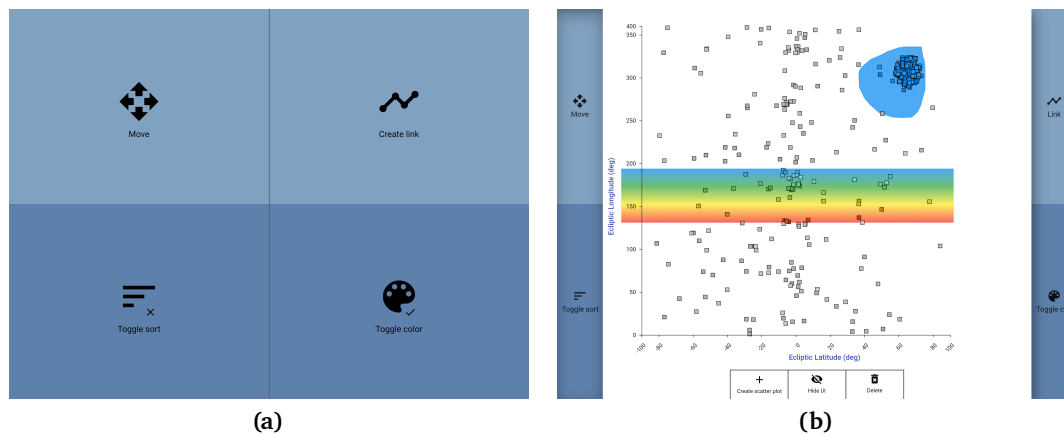 Move
Create link
Toggle sort
Toggle color
(a)
Move
Toggle sort
400
350
300
250
200
150
100
50
0
Ecliptic Longitude (deg)
-100 -80 -60 -40 -20 0 20 40 60 80 100
Ecliptic Latitude (deg)
Create scatter plot
Hide UI
Delete
Link
Toggle c
(b)